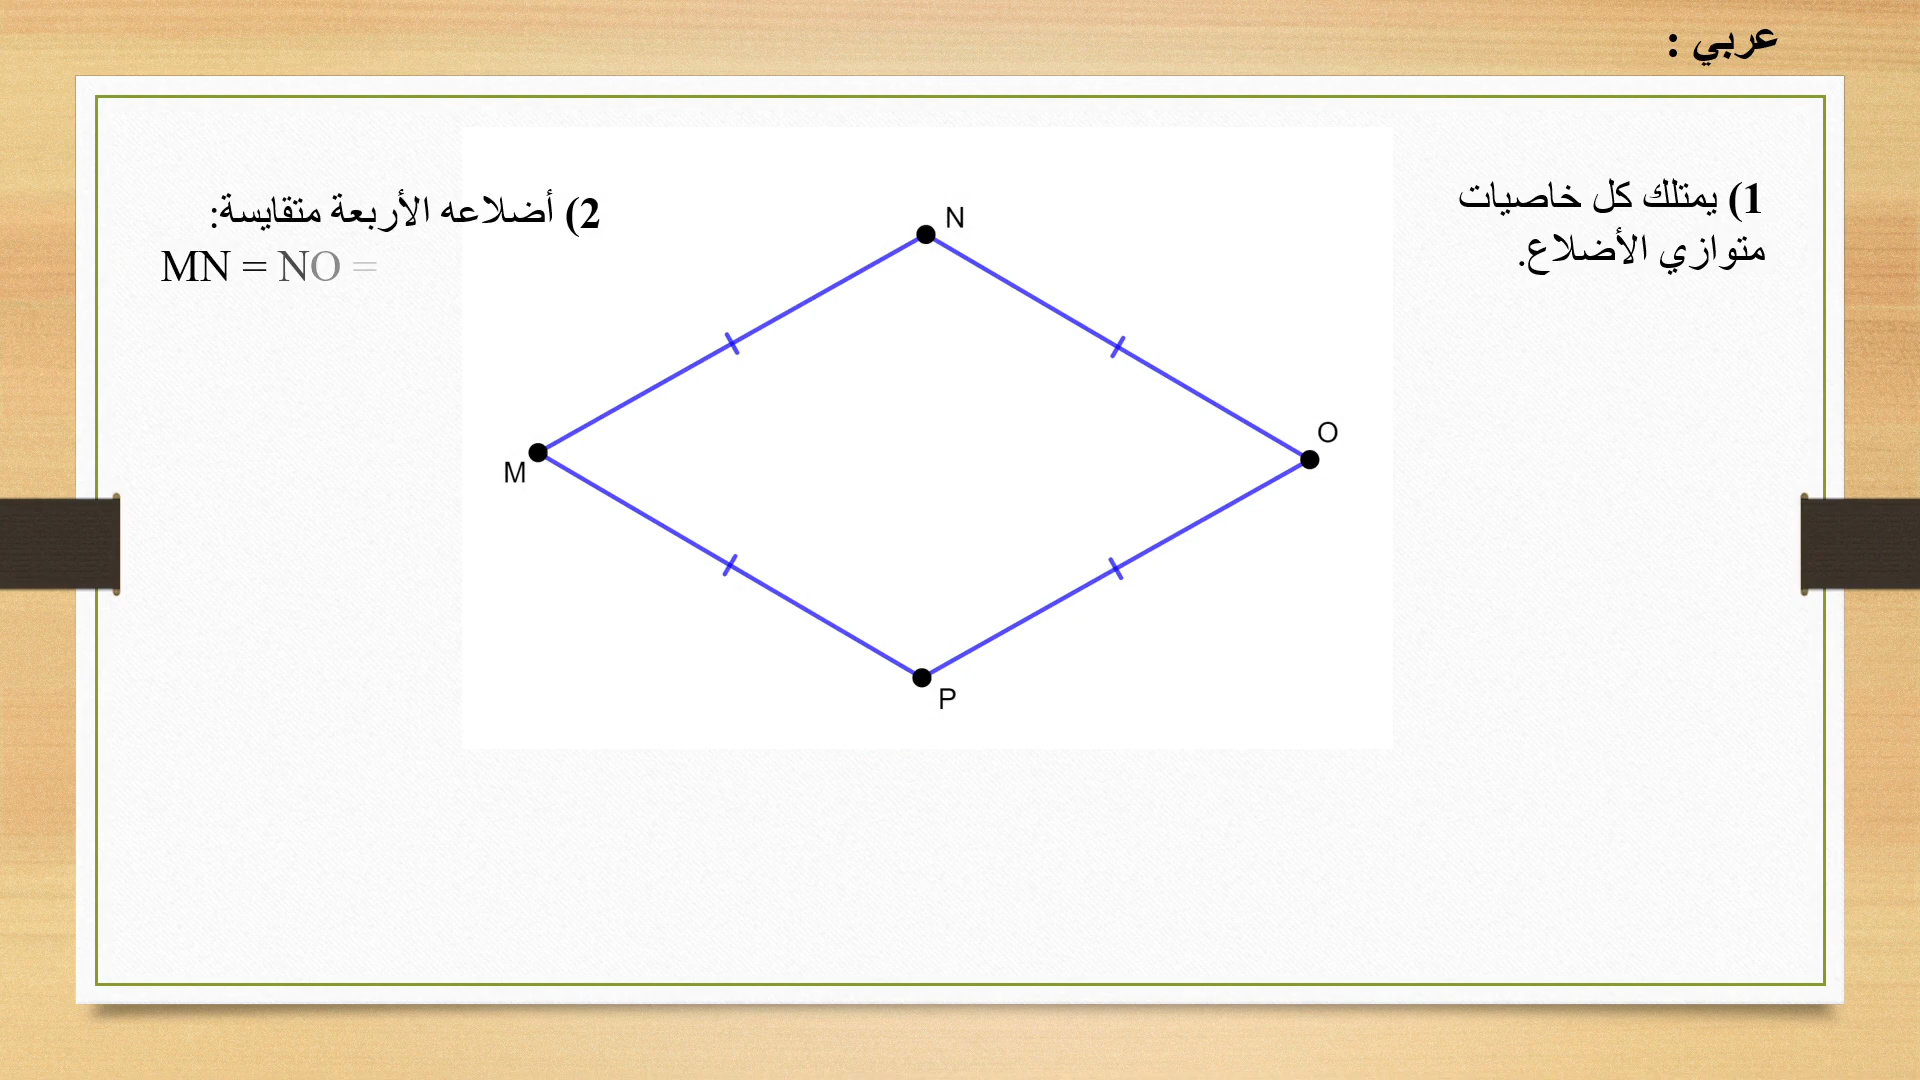 عربي :
1) يمتلك كل خاصيات
متوازي الأضلاع.
2) أضلاعه الأربعة متقايسة:
MN = NO =
N
O
M
P